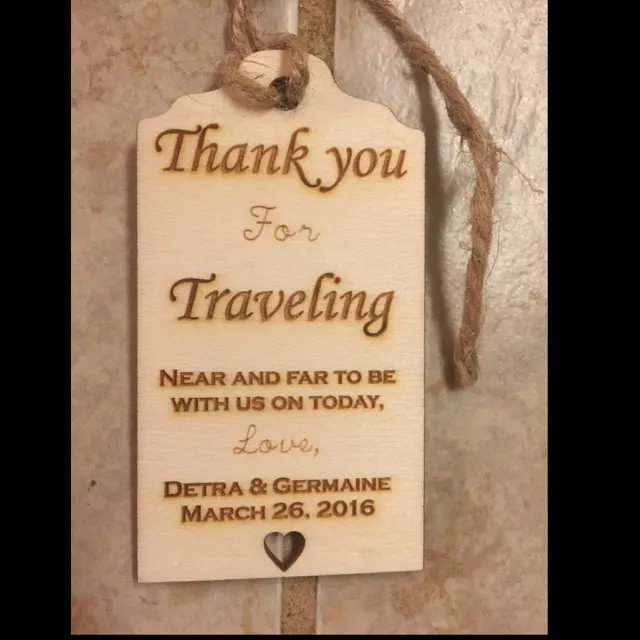 Thank you
For
Traveling
NEAR AND FAR TO BE
WITH US ON TODAY,
Love,
DETRA & GERMAINE
MARCH 26, 2016